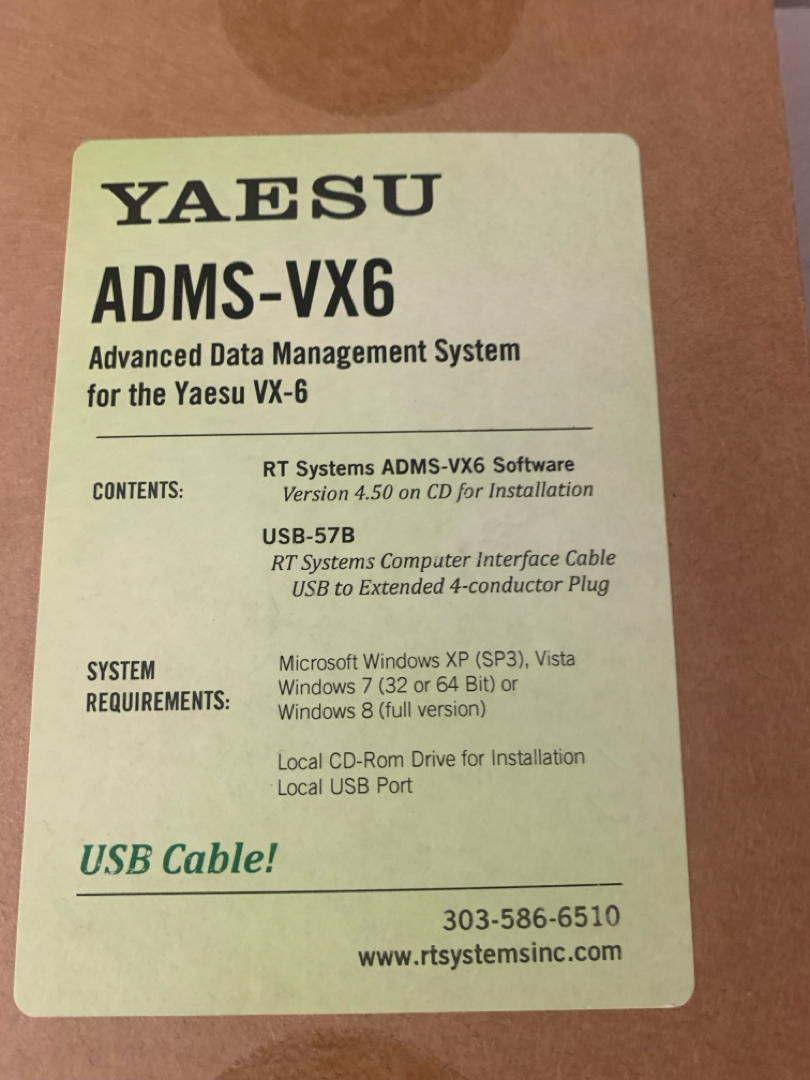 YAESU
ADMS-VX6
Advanced Data Management System
for the Yaesu VX-6
CONTENTS:
RT Systems ADMS-VX6 Software
Version 4.50 on CD for Installation
USB-57B
RT Systems Computer Interface Cable
USB to Extended 4-conductor Plug
SYSTEM
REQUIREMENTS:
Microsoft Windows XP (SP3), Vista
Windows 7 (32 or 64 Bit) or
Windows 8 (full version)
Local CD-Rom Drive for Installation
Local USB Port
USB Cable!
303-586-6510
www.rtsystemsinc.com